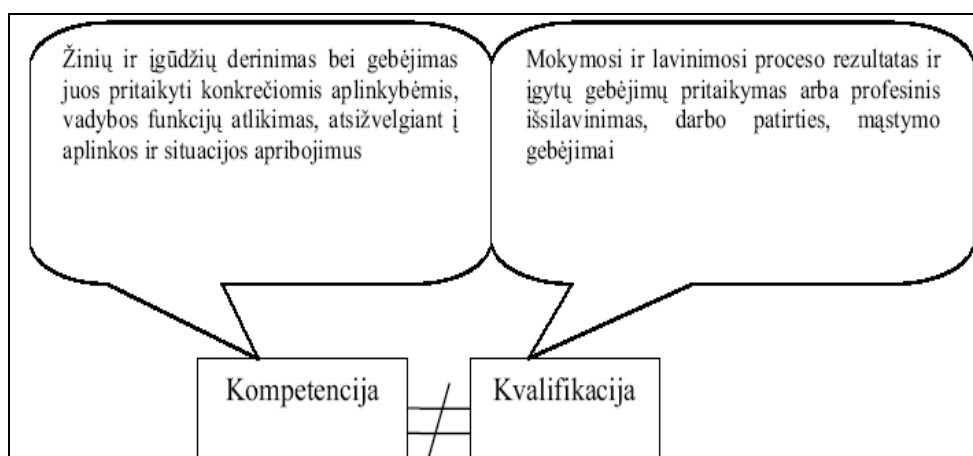 Žinių ir įgūdžių derinimas bei gebėjimas
juos pritaikyti konkrečiomis aplinkybėmis,
vadybos funkcijų atlikimas, atsižvelgiant į
aplinkos ir situacijos apribojimus
Mokymosi ir lavinimosi proceso rezultatas ir
įgytų gebėjimų pritaikymas arba profesinis
išsilavinimas, darbo patirties, mąstymo
gebėjimai
Kompetencija
Kvalifikacija